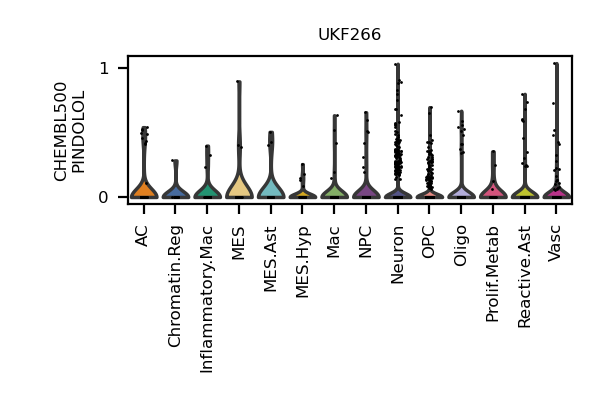 UKF266
CHEMBL500
PINDOLOL
1
0
AC
Chromatin.Reg
Inflammatory.Mac
MES
MES.Ast
MES.Hyp
Mac
NPC
Neuron
OPC
Oligo
Prolif.Metab
Reactive.Ast
Vasc